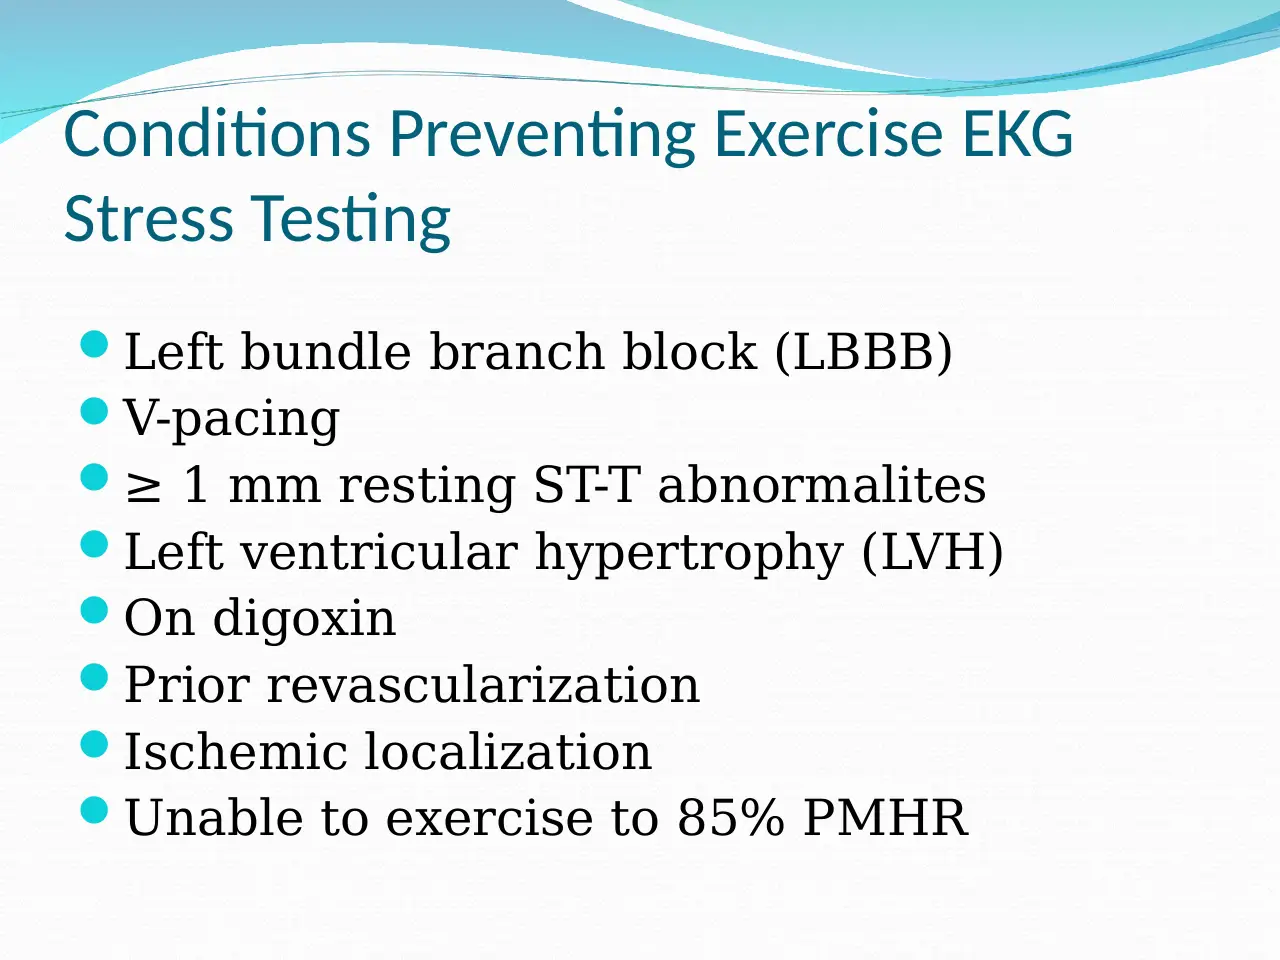 Conditions Preventing Exercise EKG
Stress Testing
Left bundle branch block (LBBB)
V-pacing
≥ 1 mm resting ST-T abnormalites
Left ventricular hypertrophy (LVH)
On digoxin
Prior revascularization
Ischemic localization
Unable to exercise to 85% PMHR